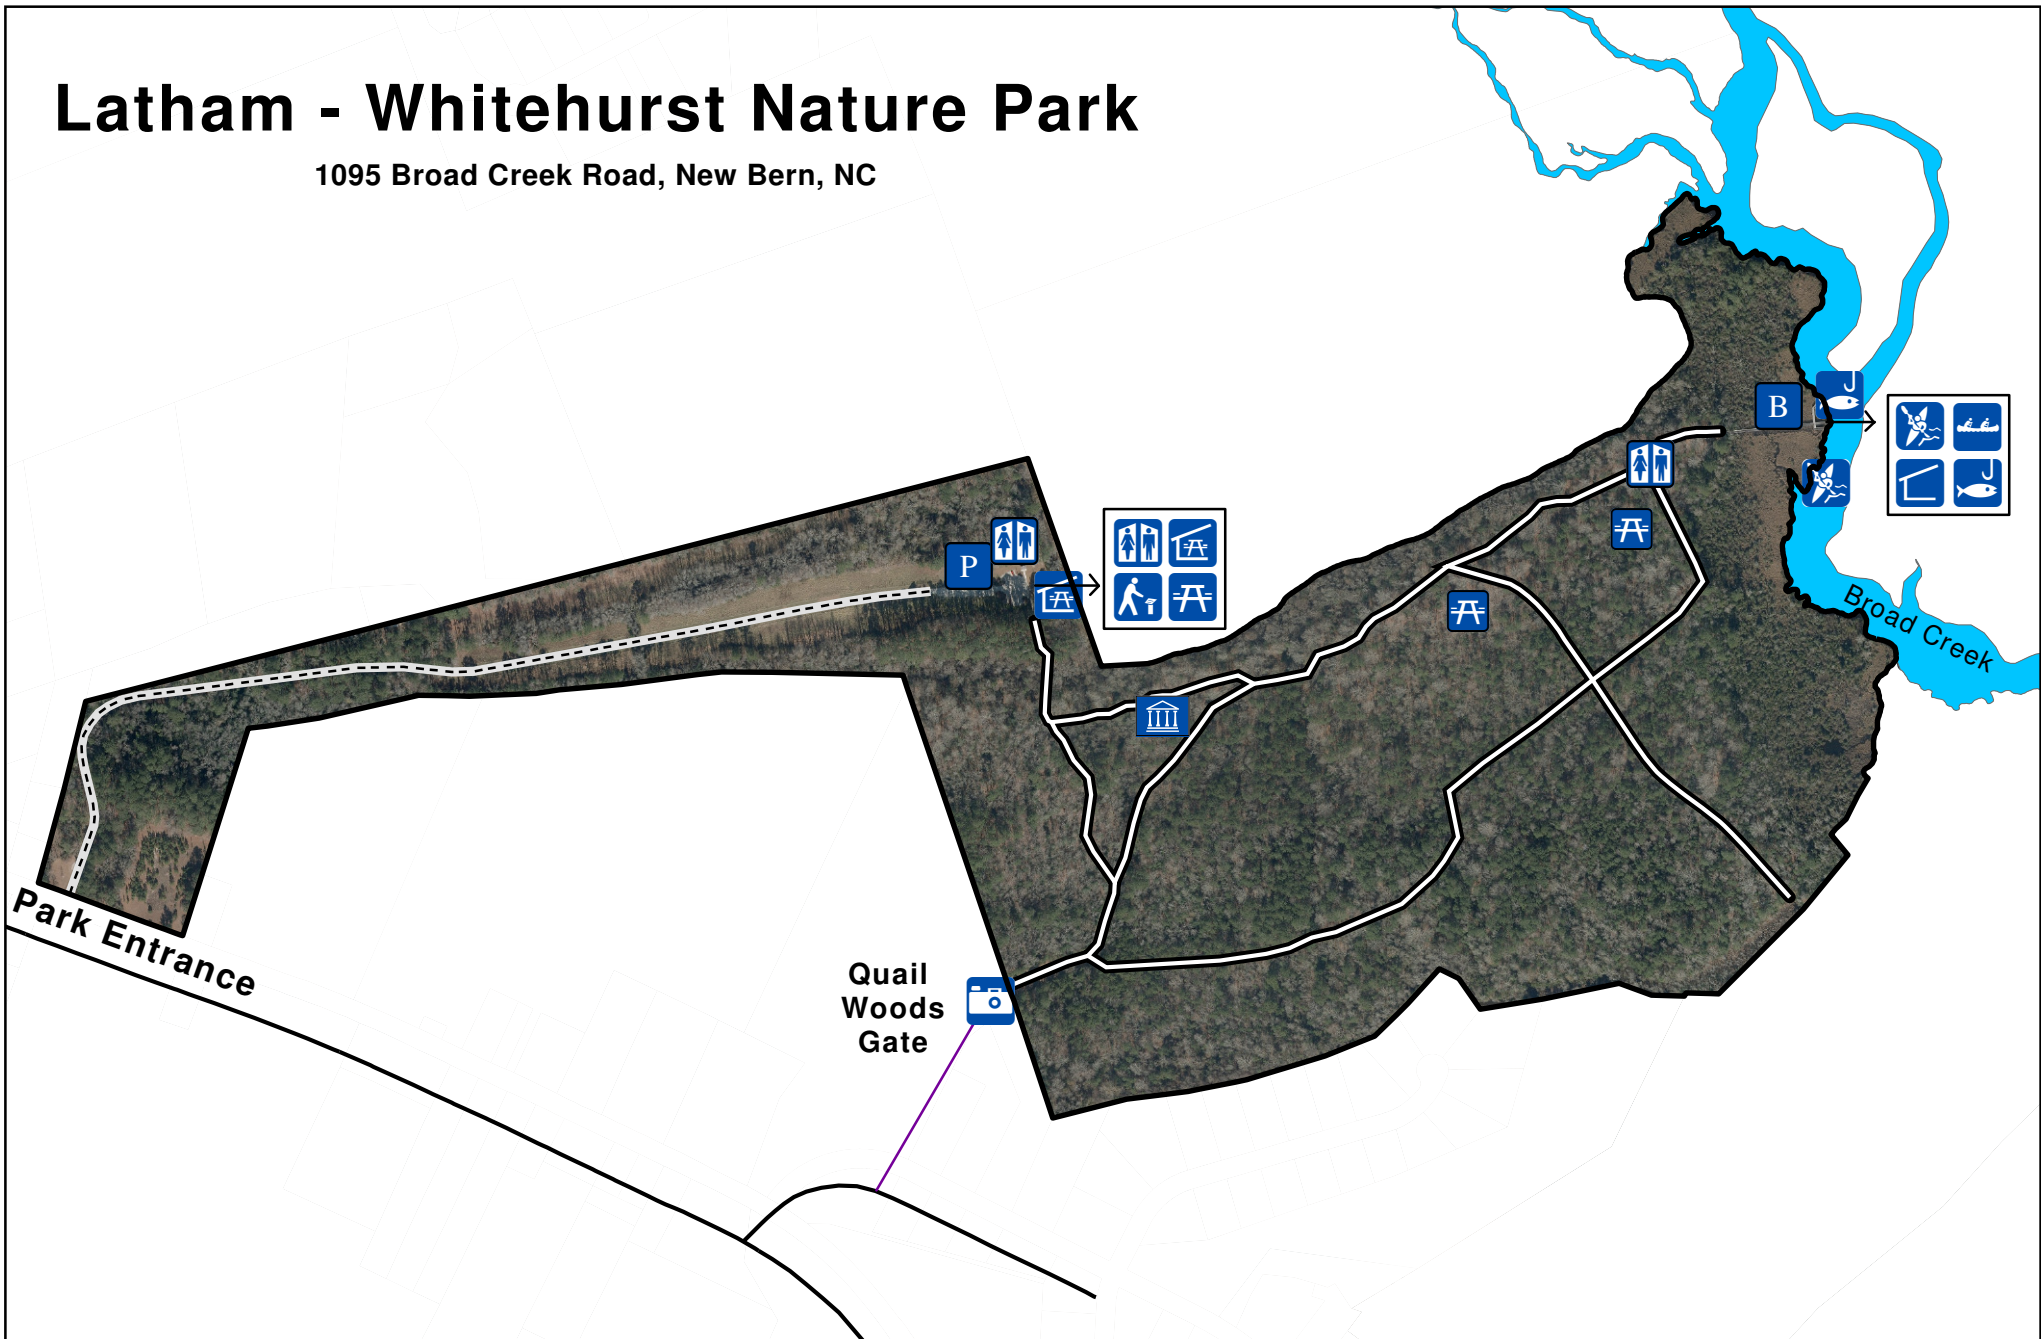 Latham - Whitehurst Nature Park
1095 Broad Creek Road, New Bern, NC
B
P
Broad Creek
Park Entrance
Quail
Woods
Gate